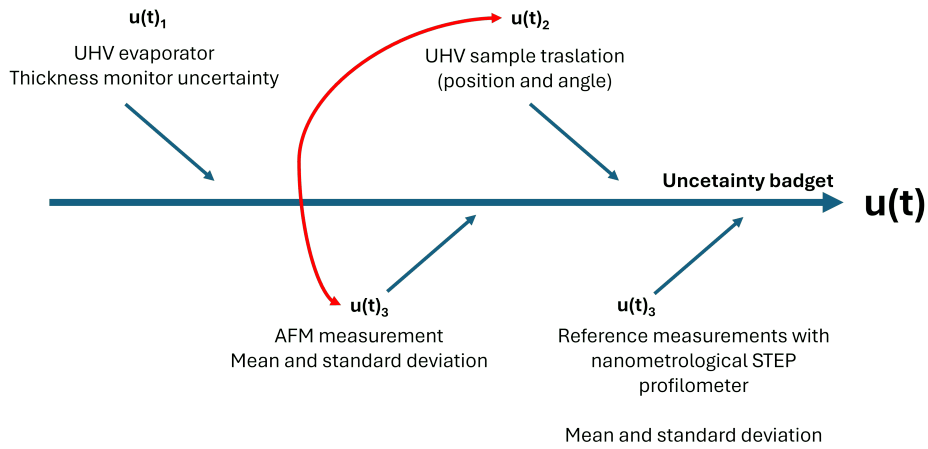 u(t)₁
UHV evaporator
Thickness monitor uncertainty
u(t)₂
UHV sample traslation
(position and angle)
Uncetainty badget
u(t)
u(t)₃
AFM measurement
Mean and standard deviation
u(t)₃
Reference measurements with
nanometrological STEP
profilometer
Mean and standard deviation